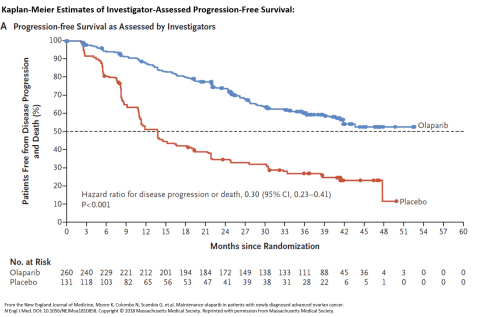 Kaplan-Meier Estimates of Investigator-Assessed Progression-Free Survival:
A Progression-free Survival as Assessed by Investigators
Patients Free from Disease Progression
and Death (%)
100
90
80
70
60
50
40
30
20
10
0
Olaparib
Placebo
Hazard ratio for disease progression or death, 0.30 (95% CI, 0.23–0.41)
P<0.001
0 3 6 9 12 15 18 21 24 27 30 33 36 39 42 45 48 51 54 57 60
Months since Randomization
No. at Risk
Olaparib 260 240 229 221 212 201 194 184 172 149 138 133 111 88 45 36 4 3 0 0 0
Placebo 131 118 103 82 65 56 53 47 41 39 38 31 28 22 6 5 1 0 0 0 0
From the New England Journal of Medicine, Moore K, Colombo N, Scambia G, et al. Maintenance olaparib in patients with newly diagnosed advanced ovarian cancer.
N Engl J Med. DOI: 10.1056/NEJMoa1810858. Copyright © 2018 Massachusetts Medical Society. Reprinted with permission from Massachusetts Medical Society.